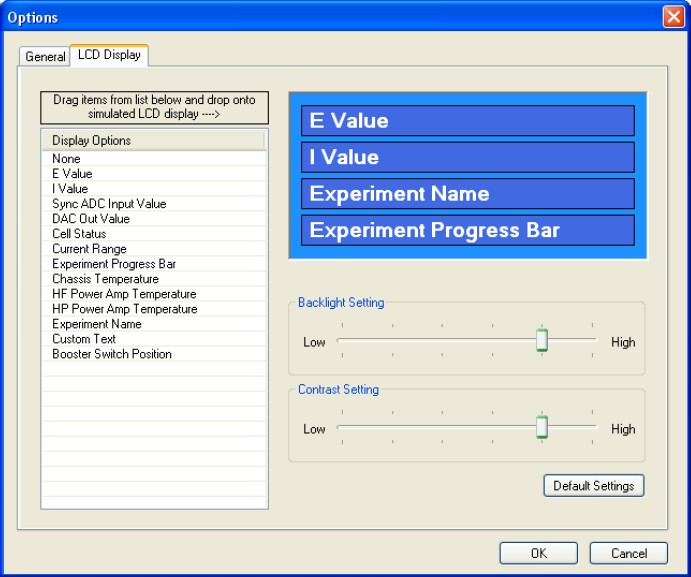 Options
General
LCD Display
Drag items from list below and drop onto
simulated LCD display ---->
Display Options
None
E Value
I Value
Sync ADC Input Value
DAC Out Value
Cell Status
Current Range
Experiment Progress Bar
Chassis Temperature
HF Power Amp Temperature
HP Power Amp Temperature
Experiment Name
Custom Text
Booster Switch Position
E Value
I Value
Experiment Name
Experiment Progress Bar
Backlight Setting
Low
High
Contrast Setting
Low
High
Default Settings
OK
Cancel